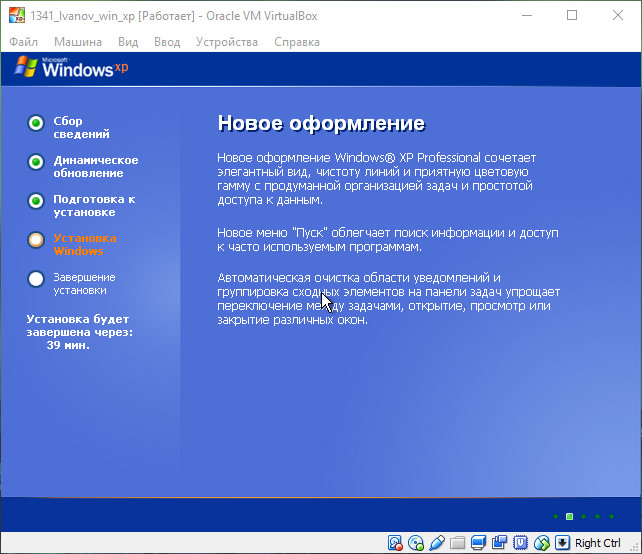 1341_Ivanov_win_xp [Работает] - Oracle VM VirtualBox
Файл Машина Вид Ввод Устройства Справка
Microsoft
Windows xp
Сбор
сведений
Динамическое
обновление
Подготовка к
установке
Установка
Windows
Завершение
установки
Установка будет
завершена через:
39 мин.
Новое оформление
Новое оформление Windows® XP Professional сочетает
элегантный вид, чистоту линий и приятную цветовую
гамму с продуманной организацией задач и простотой
доступа к данным.
Новое меню "Пуск" облегчает поиск информации и доступ
к часто используемым программам.
Автоматическая очистка области уведомлений и
группировка сходных элементов на панели задач упрощает
переключение между задачами, открытие, просмотр или
закрытие различных окон.
Right Ctrl